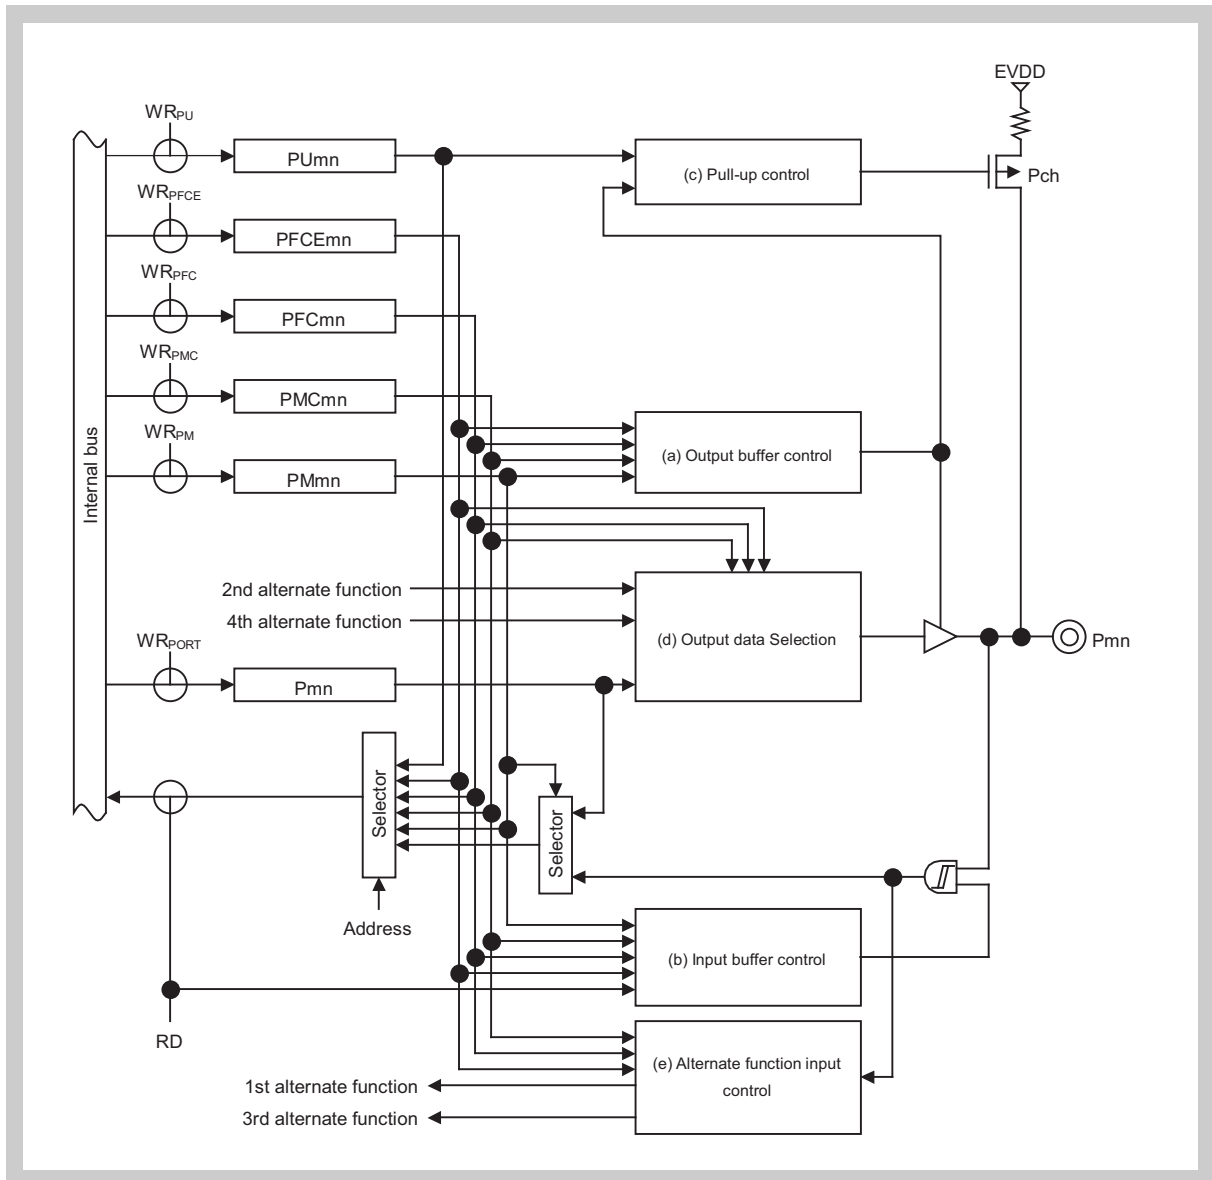 EVDD
WRPU
PUmn
(c) Pull-up control
Pch
WRPFCE
PFCEmn
WRPFC
PFCmn
WRPMC
PMCmn
WRPM
PMmn
(a) Output buffer control
Internal bus
2nd alternate function
4th alternate function
(d) Output data Selection
Pmn
WRPORT
Pmn
Selector
Selector
Address
(b) Input buffer control
RD
(e) Alternate function input
control
1st alternate function
3rd alternate function